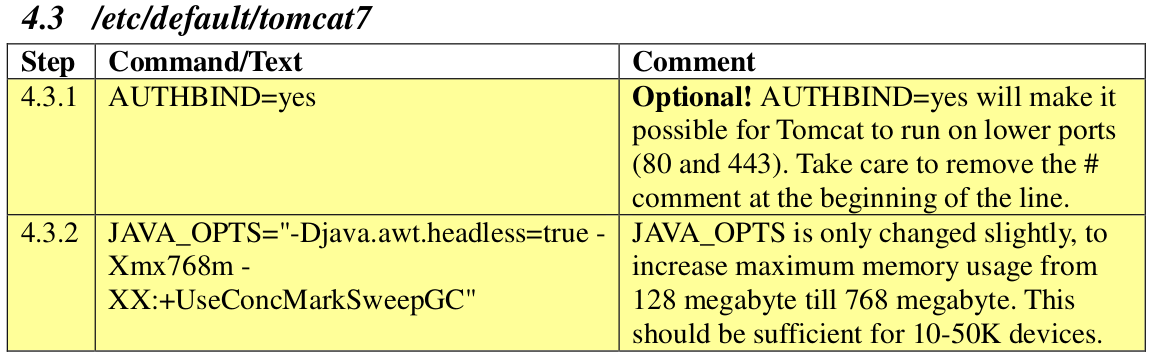 4.3 /etc/default/tomcat7
Step Command/Text Comment
4.3.1 AUTHBIND=yes Optional! AUTHBIND=yes will make it
possible for Tomcat to run on lower ports
(80 and 443). Take care to remove the #
comment at the beginning of the line.
4.3.2 JAVA_OPTS="-Djava.awt.headless=true - JAVA_OPTS is only changed slightly, to
Xmx768m - increase maximum memory usage from
XX:+UseConcMarkSweepGC" 128 megabyte till 768 megabyte. This
should be sufficient for 10-50K devices.